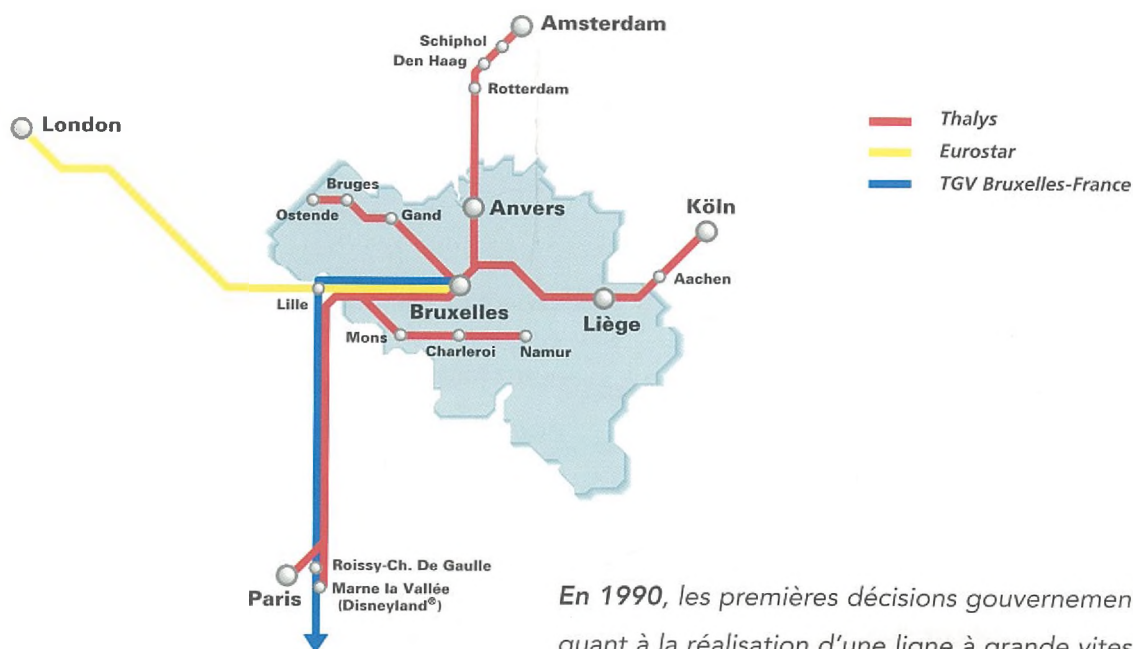 Amsterdam
Schiphol
Den Haag
Rotterdam
London
Thalys
Eurostar
TGV Bruxelles-France
Bruges
Ostende
Gand
Anvers
Köln
Aachen
Lille
Bruxelles
Liège
Mons
Charleroi
Namur
Roissy-Ch. De Gaulle
Paris
Marne la Vallée
(Disneyland®)
En 1990, les premières décisions gouvernemen
quant à la réalisation d'une ligne à grande vites